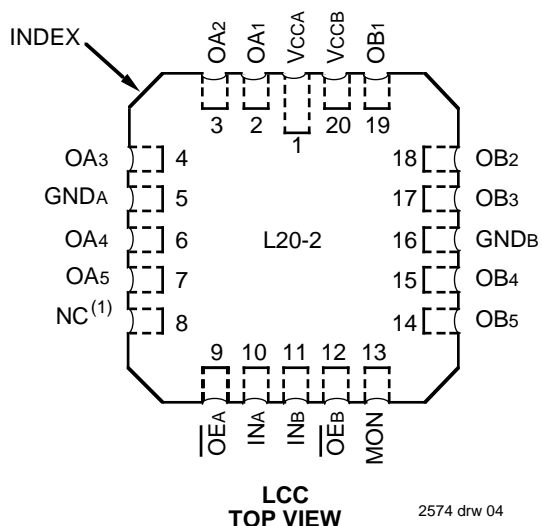 INDEX
OA2 OA1 VCCA VCCB OB1
3 2 1 20 19
OA3 4 18 OB2
GNDA 5 17 OB3
OA4 6 L20-2 16 GNDB
OA5 7 15 OB4
NC(1) 8 14 OB5
9 10 11 12 13
OEA INA INB OEB MON
LCC
TOP VIEW
2574 drw 04